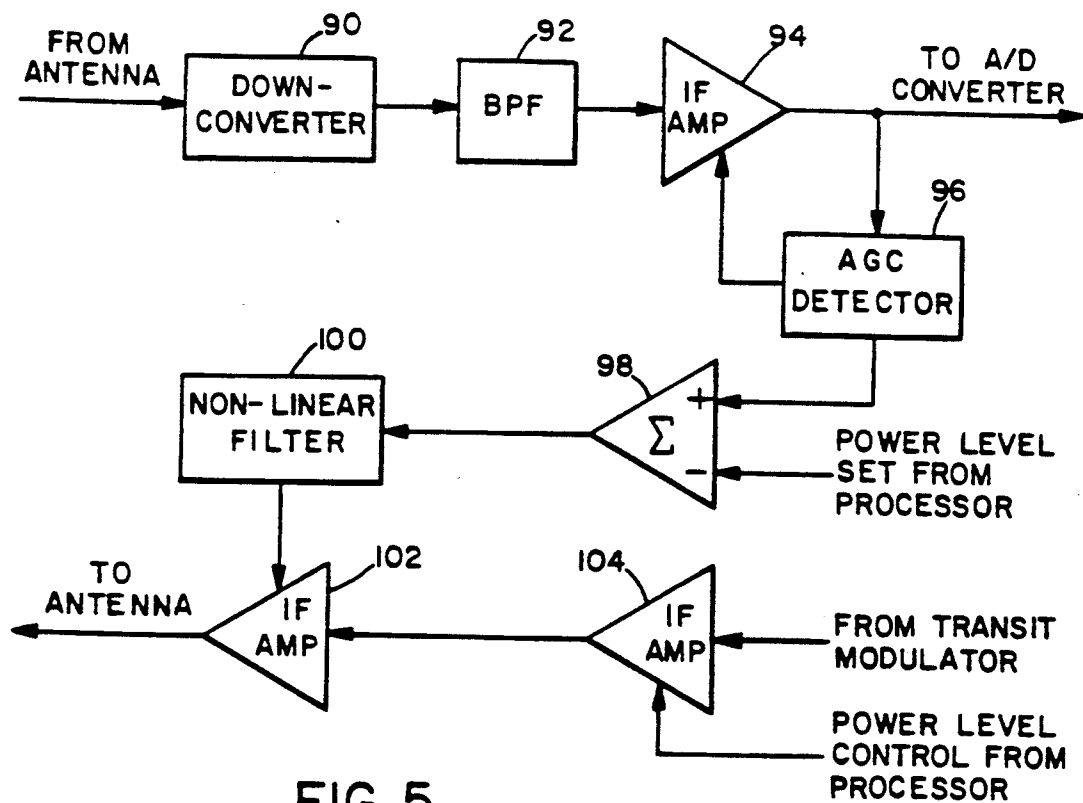 FROM
ANTENNA
90
DOWN-
CONVERTER
92
BPF
94
IF
AMP
TO A/D
CONVERTER
96
AGC
DETECTOR
100
NON-LINEAR
FILTER
98
+
Σ
-
POWER LEVEL
SET FROM
PROCESSOR
TO
ANTENNA
102
IF
AMP
104
IF
AMP
FROM TRANSIT
MODULATOR
POWER LEVEL
CONTROL FROM
PROCESSOR
FIG. 5